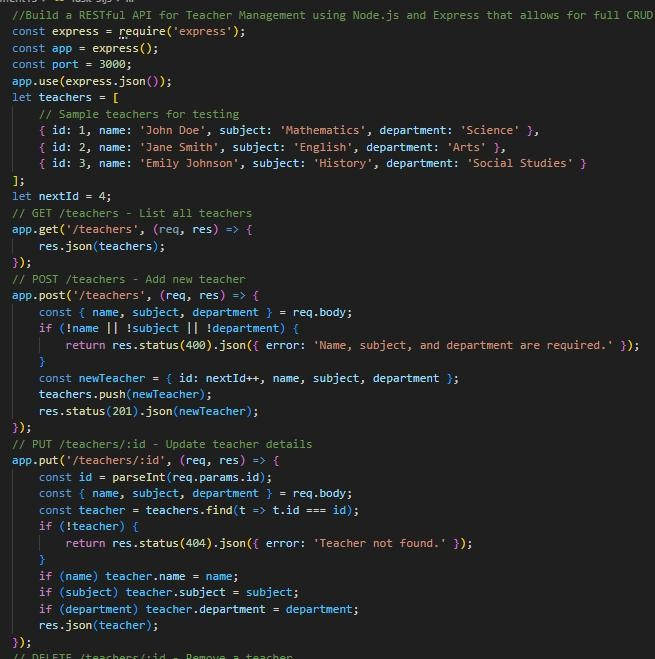 //Build a RESTful API for Teacher Management using Node.js and Express that allows for full CRUD
const express = require('express');
const app = express();
const port = 3000;
app.use(express.json());
let teachers = [
    // Sample teachers for testing
    { id: 1, name: 'John Doe', subject: 'Mathematics', department: 'Science' },
    { id: 2, name: 'Jane Smith', subject: 'English', department: 'Arts' },
    { id: 3, name: 'Emily Johnson', subject: 'History', department: 'Social Studies' }
];
let nextId = 4;
// GET /teachers - List all teachers
app.get('/teachers', (req, res) => {
    res.json(teachers);
});
// POST /teachers - Add new teacher
app.post('/teachers', (req, res) => {
    const { name, subject, department } = req.body;
    if (!name || !subject || !department) {
        return res.status(400).json({ error: 'Name, subject, and department are required.' });
    }
    const newTeacher = { id: nextId++, name, subject, department };
    teachers.push(newTeacher);
    res.status(201).json(newTeacher);
});
// PUT /teachers/:id - Update teacher details
app.put('/teachers/:id', (req, res) => {
    const id = parseInt(req.params.id);
    const { name, subject, department } = req.body;
    const teacher = teachers.find(t => t.id === id);
    if (!teacher) {
        return res.status(404).json({ error: 'Teacher not found.' });
    }
    if (name) teacher.name = name;
    if (subject) teacher.subject = subject;
    if (department) teacher.department = department;
    res.json(teacher);
});
// DELETE /teachers/:id - Remove a teacher